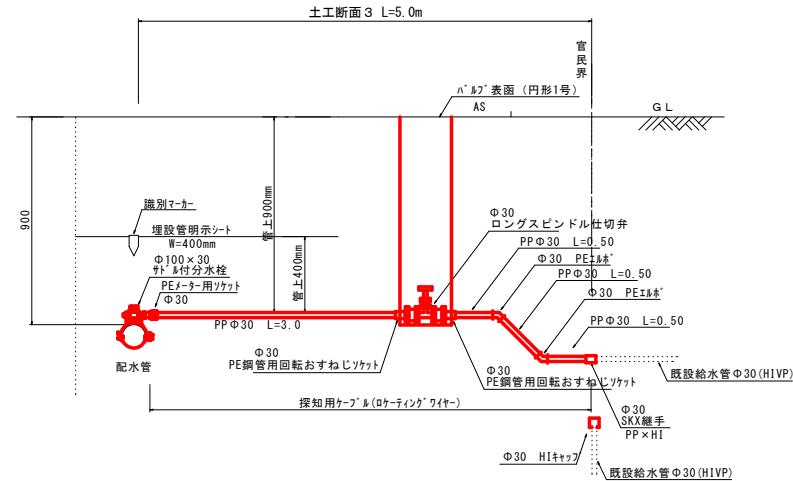 土工断面３ L=5.0m
官民界
ﾊﾞﾙﾌﾞ表函（円形1号）
AS
ＧＬ
900
管上900mm
識別マーカー
埋設管明示シート
W=400mm
管上400mm
Φ100×30
ｻﾄﾞﾙ付分水栓
PEメーター用ソケット
Φ30
Φ30
ロングスピンドル仕切弁
PPΦ30 L=0.50
Φ30 PEｴﾙﾎﾞ
PPΦ30 L=0.50
Φ30 PEｴﾙﾎﾞ
PPΦ30 L=0.50
PPΦ30 L=3.0
配水管
Φ30
PE鋼管用回転おすねじｿｹｯﾄ
Φ30
PE鋼管用回転おすねじｿｹｯﾄ
既設給水管Φ30(HIVP)
探知用ケーブル(ロケーティングワイヤー)
Φ30
SKX継手
PP×HI
Φ30 HIキャップ
既設給水管Φ30(HIVP)